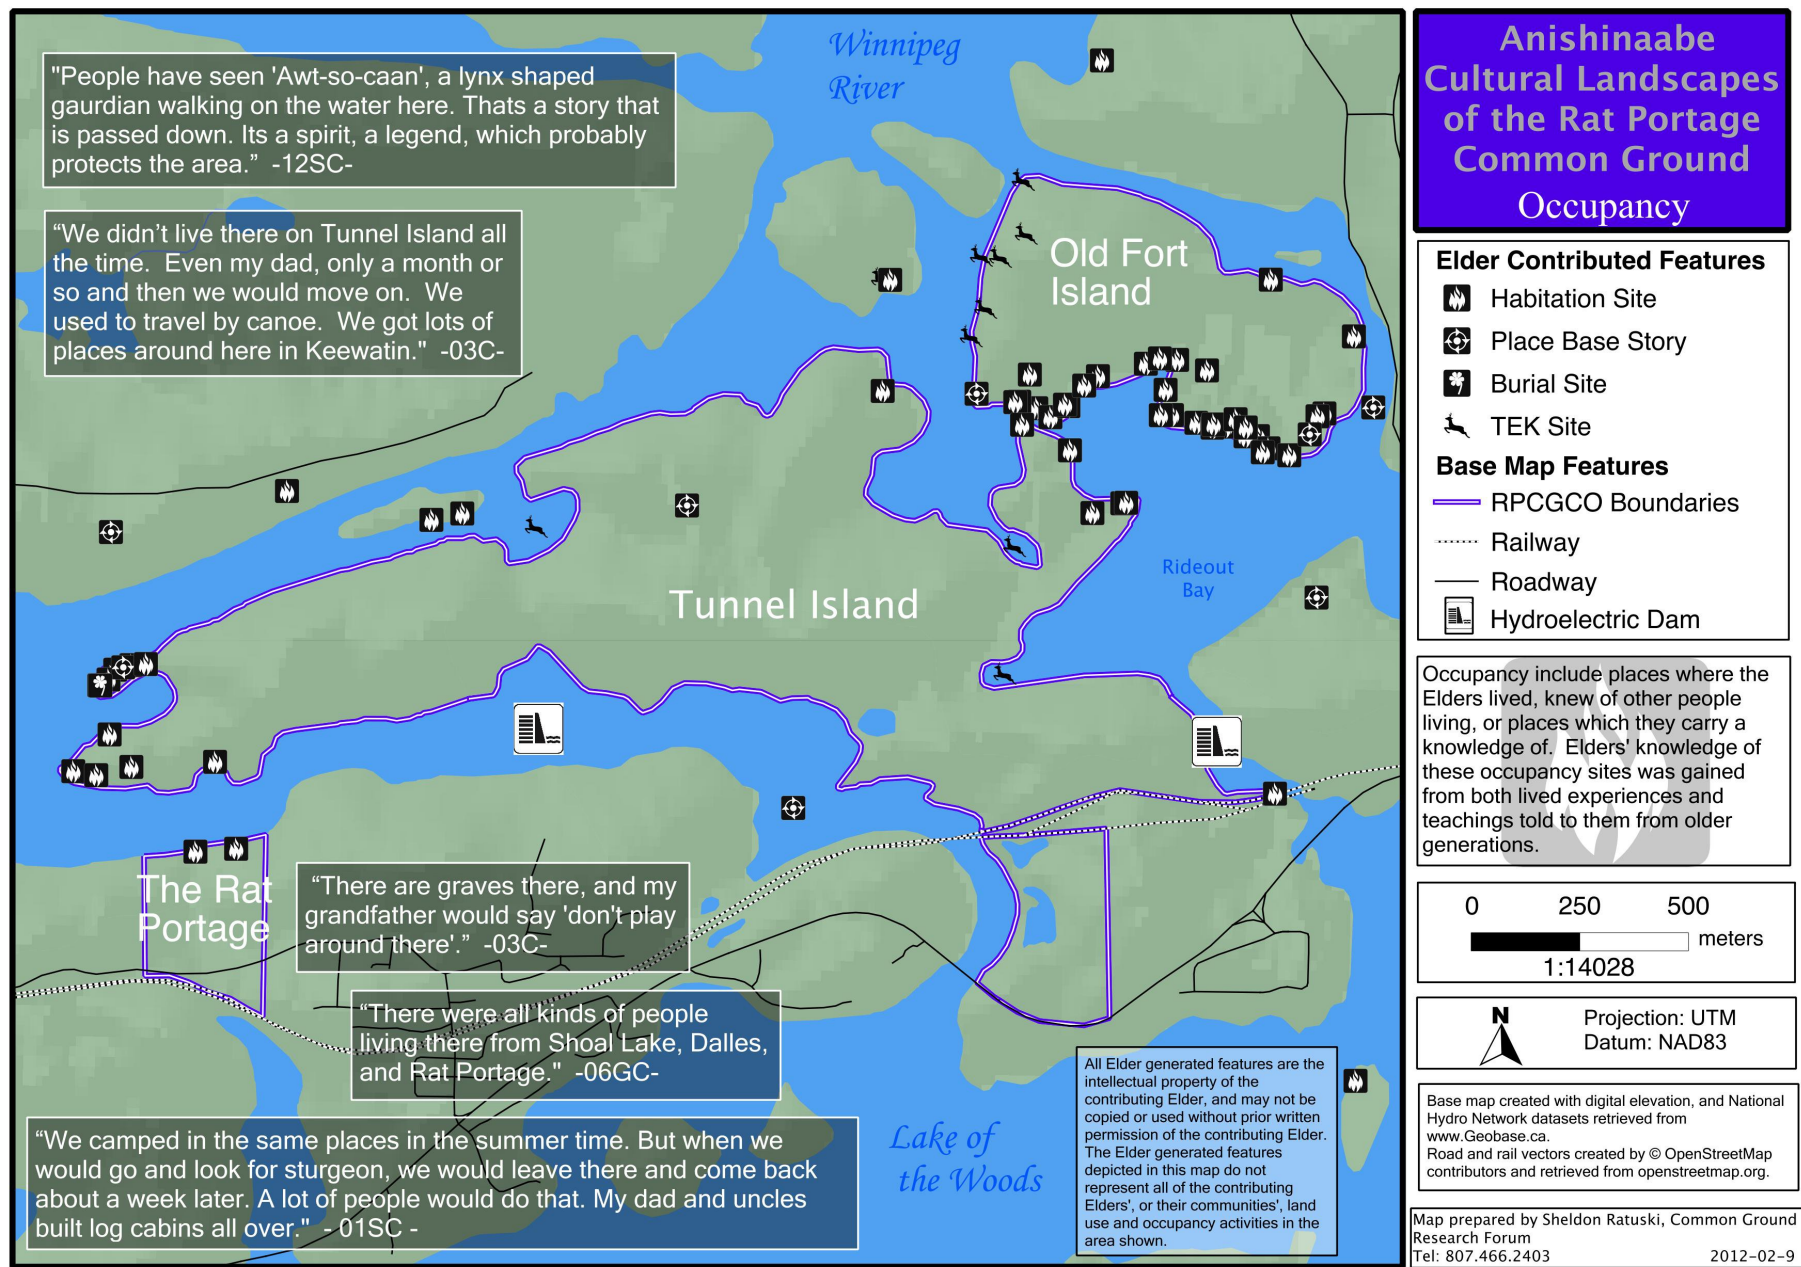 Anishinaabe
Cultural Landscapes
of the Rat Portage
Common Ground
Occupancy
Winnipeg
River
"People have seen 'Awt-so-caan', a lynx shaped
gaurdian walking on the water here. Thats a story that
is passed down. Its a spirit, a legend, which probably
protects the area.” -12SC-
“We didn’t live there on Tunnel Island all
the time. Even my dad, only a month or
so and then we would move on. We
used to travel by canoe. We got lots of
places around here in Keewatin." -03C-
Old Fort
Island
Tunnel Island
Rideout
Bay
The Rat
Portage
“There are graves there, and my
grandfather would say 'don't play
around there'.” -03C-
“There were all kinds of people
living there from Shoal Lake, Dalles,
and Rat Portage." -06GC-
“We camped in the same places in the summer time. But when we
would go and look for sturgeon, we would leave there and come back
about a week later. A lot of people would do that. My dad and uncles
built log cabins all over." - 01SC -
Lake of
the Woods
All Elder generated features are the
intellectual property of the
contributing Elder, and may not be
copied or used without prior written
permission of the contributing Elder.
The Elder generated features
depicted in this map do not
represent all of the contributing
Elders', or their communities', land
use and occupancy activities in the
area shown.
Elder Contributed Features
Habitation Site
Place Base Story
Burial Site
TEK Site
Base Map Features
RPCGCO Boundaries
Railway
Roadway
Hydroelectric Dam
Occupancy include places where the
Elders lived, knew of other people
living, or places which they carry a
knowledge of. Elders' knowledge of
these occupancy sites was gained
from both lived experiences and
teachings told to them from older
generations.
0 250 500
meters
1:14028
N
Projection: UTM
Datum: NAD83
Base map created with digital elevation, and National
Hydro Network datasets retrieved from
www.Geobase.ca.
Road and rail vectors created by © OpenStreetMap
contributors and retrieved from openstreetmap.org.
Map prepared by Sheldon Ratuski, Common Ground
Research Forum
Tel: 807.466.2403 2012-02-9